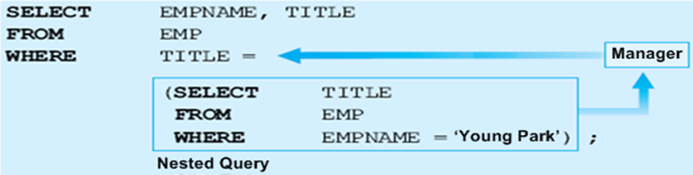 SELECT EMPNAME, TITLE
FROM EMP
WHERE TITLE =
Manager
(SELECT TITLE
FROM EMP
WHERE EMPNAME = ‘Young Park’) ;
Nested Query